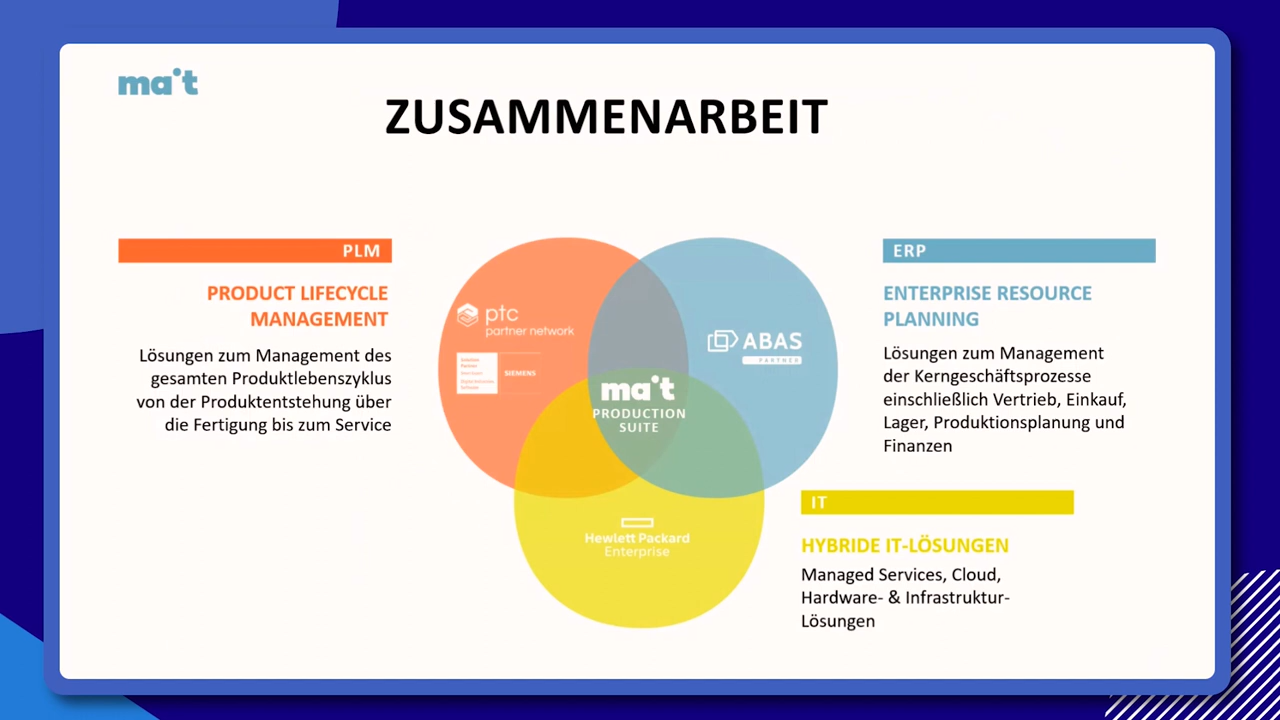 ma't
ZUSAMMENARBEIT
PLM
PRODUCT LIFECYCLE
MANAGEMENT
Lösungen zum Management des
gesamten Produktlebenszyklus
von der Produktentstehung über
die Fertigung bis zum Service
ptc
partner network
Solution
Partner
SIEMENS
ABAS
PARTNER
ma't
PRODUCTION
SUITE
Hewlett Packard
Enterprise
ERP
ENTERPRISE RESOURCE
PLANNING
Lösungen zum Management
der Kerngeschäftsprozesse
einschließlich Vertrieb, Einkauf,
Lager, Produktionsplanung und
Finanzen
IT
HYBRIDE IT-LÖSUNGEN
Managed Services, Cloud,
Hardware- & Infrastruktur-
Lösungen